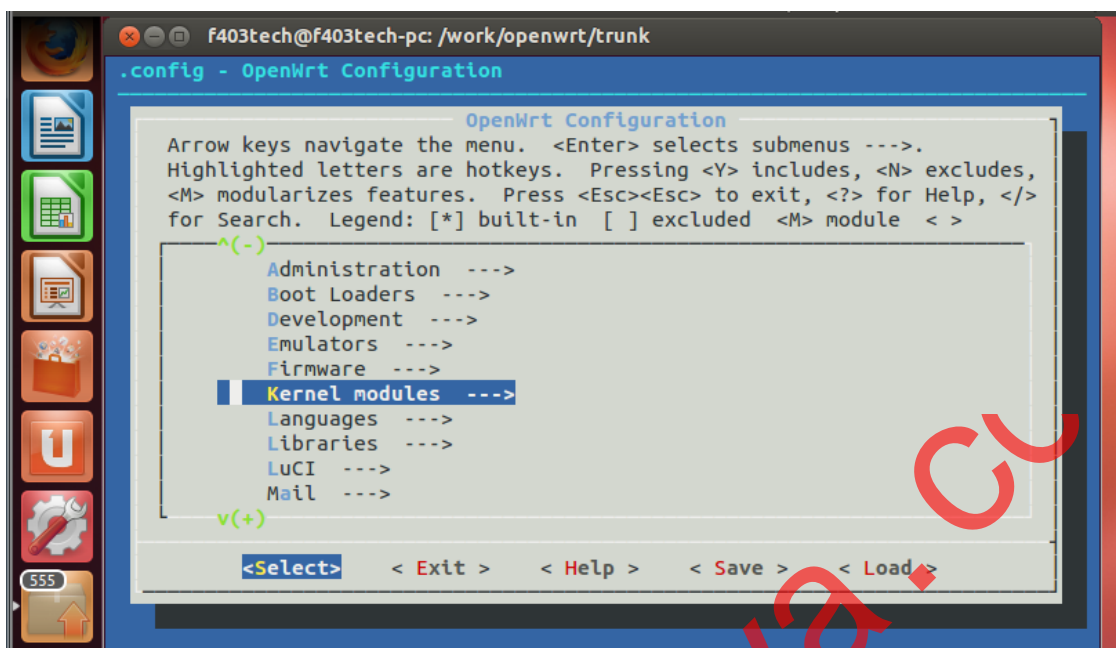 f403tech@f403tech-pc: /work/openwrt/trunk
.config - OpenWrt Configuration
OpenWrt Configuration
Arrow keys navigate the menu. <Enter> selects submenus --->.
Highlighted letters are hotkeys. Pressing <Y> includes, <N> excludes,
<M> modularizes features. Press <Esc><Esc> to exit, <?> for Help, </>
for Search. Legend: [*] built-in [ ] excluded <M> module < >
^(-)
Administration --->
Boot Loaders --->
Development --->
Emulators --->
Firmware --->
Kernel modules --->
Languages --->
Libraries --->
LuCI --->
Mail --->
v(+)
<Select> < Exit > < Help > < Save > < Load >
555